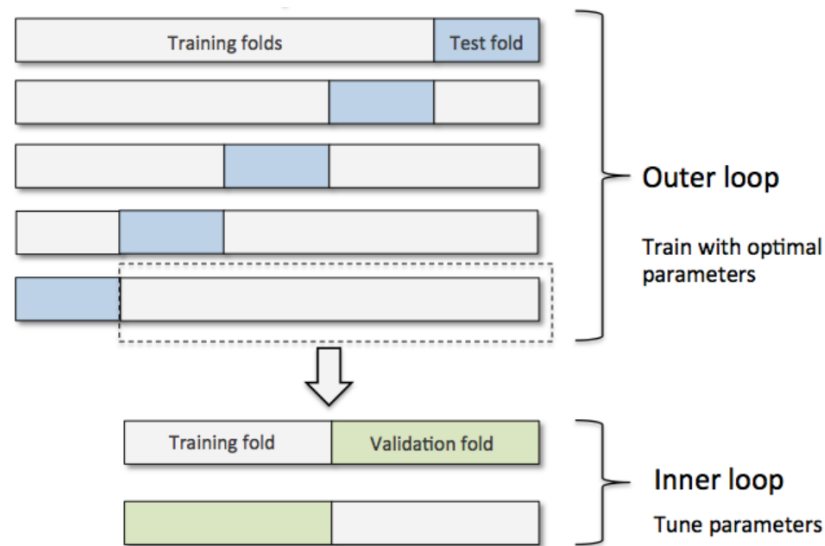 Training folds
Test fold
Outer loop
Train with optimal
parameters
Training fold
Validation fold
Inner loop
Tune parameters